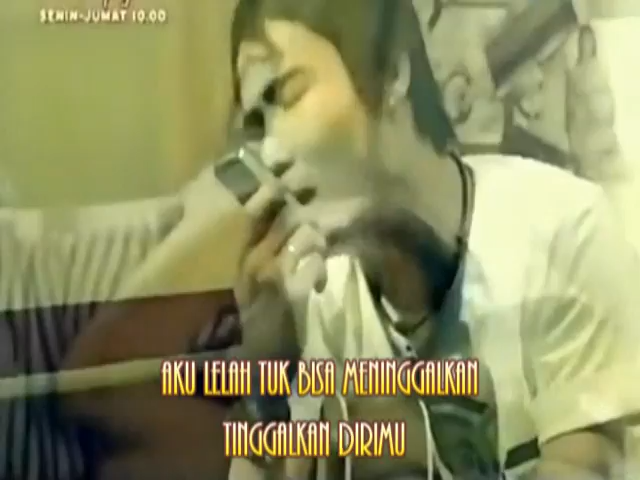 SENIN-JUMAT 10.00
AKU LELAH TUK BISA MENINGGALKAN
TINGGALKAN DIRIMU